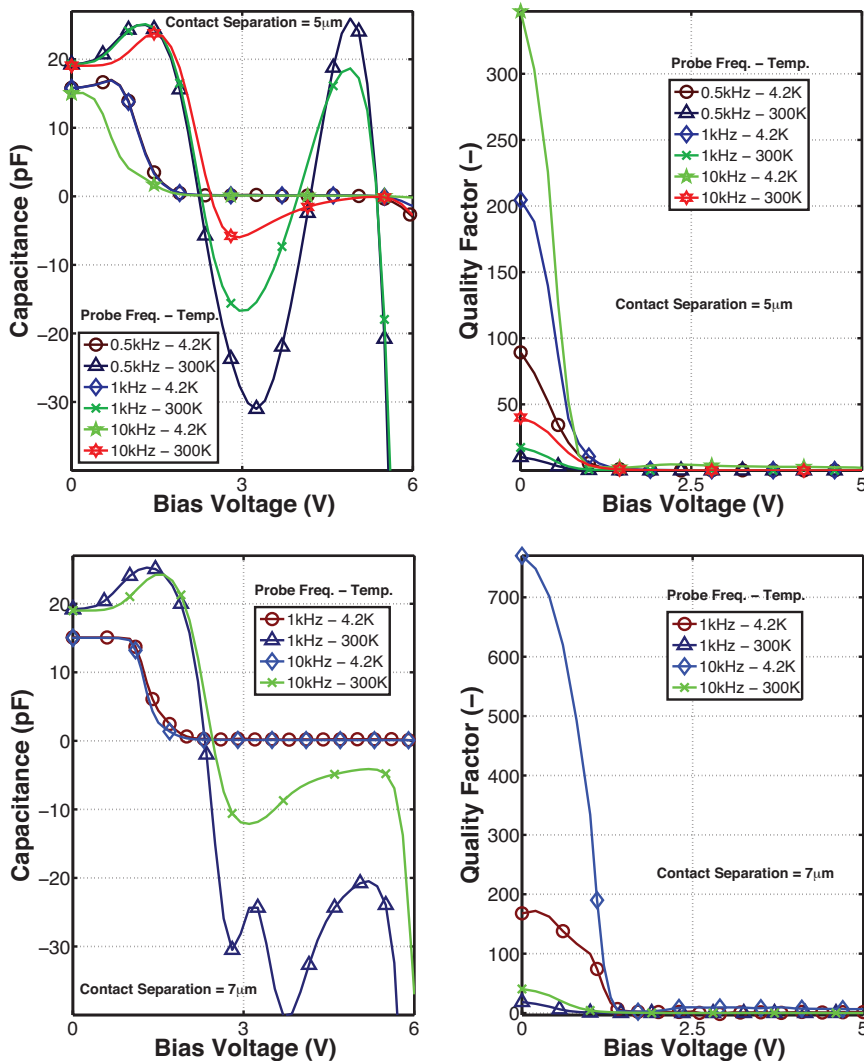 Contact Separation = 5μm
Capacitance (pF)
20
10
0
−10
−20
−30
Probe Freq. − Temp.
0.5kHz − 4.2K
0.5kHz − 300K
1kHz − 4.2K
1kHz − 300K
10kHz − 4.2K
10kHz − 300K
0
3
6
Bias Voltage (V)
Quality Factor (−)
300
250
200
150
100
50
Probe Freq. − Temp.
0.5kHz − 4.2K
0.5kHz − 300K
1kHz − 4.2K
1kHz − 300K
10kHz − 4.2K
10kHz − 300K
Contact Separation = 5μm
0
2.5
5
Bias Voltage (V)
Capacitance (pF)
20
10
0
−10
−20
−30
Probe Freq. − Temp.
1kHz − 4.2K
1kHz − 300K
10kHz − 4.2K
10kHz − 300K
Contact Separation = 7μm
0
3
6
Bias Voltage (V)
Quality Factor (−)
700
600
500
400
300
200
100
0
Probe Freq. − Temp.
1kHz − 4.2K
1kHz − 300K
10kHz − 4.2K
10kHz − 300K
Contact Separation = 7μm
0
2.5
5
Bias Voltage (V)